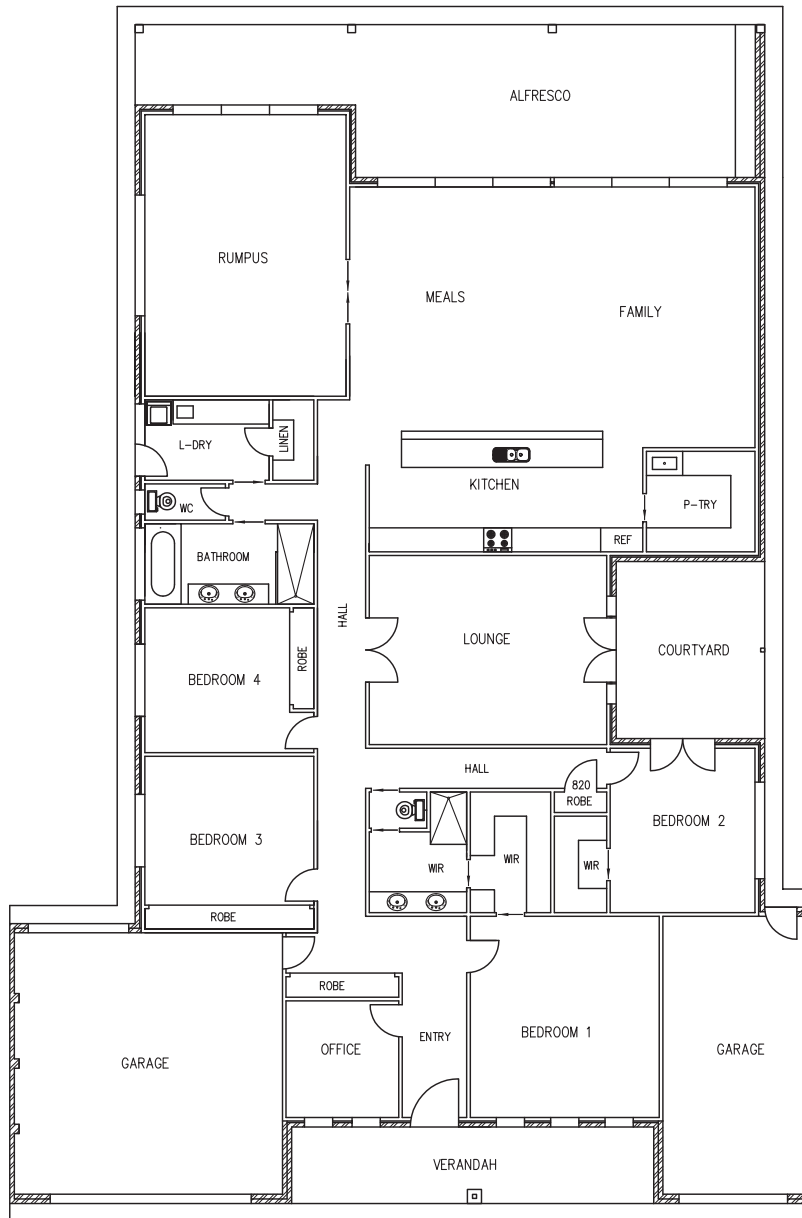 ALFRESCO
RUMPUS
MEALS
FAMILY
L-DRY
LINEN
KITCHEN
P-TRY
WC
REF
BATHROOM
HALL
LOUNGE
COURTYARD
ROBE
BEDROOM 4
HALL
820
ROBE
BEDROOM 2
BEDROOM 3
WIR
WIR
WIR
ROBE
ROBE
OFFICE
ENTRY
BEDROOM 1
GARAGE
GARAGE
VERANDAH